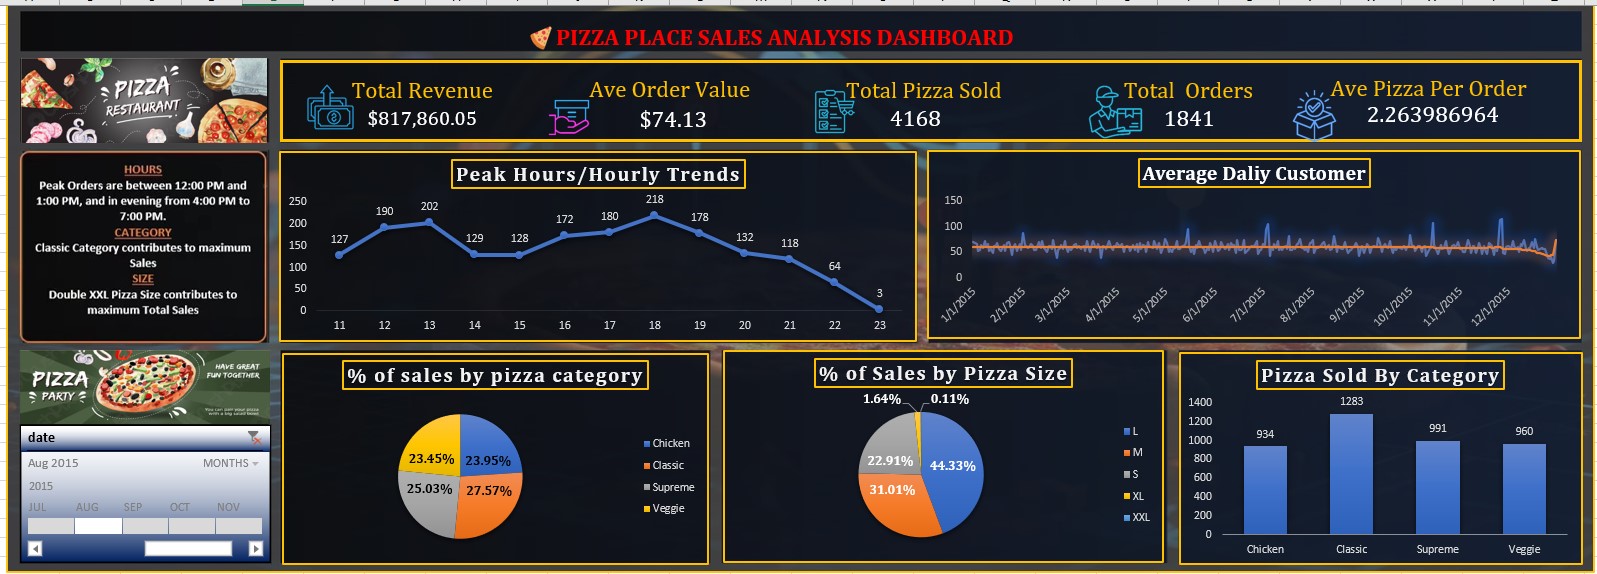 PIZZA PLACE SALES ANALYSIS DASHBOARD
PIZZA
RESTAURANT
Total Revenue
$817,860.05
Ave Order Value
$74.13
Total Pizza Sold
4168
Total Orders
1841
Ave Pizza Per Order
2.263986964
HOURS
Peak Orders are between 12:00 PM and
1:00 PM, and in evening from 4:00 PM to
7:00 PM.
CATEGORY
Classic Category contributes to maximum
Sales
SIZE
Double XXL Pizza Size contributes to
maximum Total Sales
Peak Hours/Hourly Trends
250
200
150
100
50
0
127
190
202
129
128
172
180
218
178
132
118
64
3
11 12 13 14 15 16 17 18 19 20 21 22 23
Average Daliy Customer
150
100
50
0
1/1/2015 2/1/2015 3/1/2015 4/1/2015 5/1/2015 6/1/2015 7/1/2015 8/1/2015 9/1/2015 10/1/2015 11/1/2015 12/1/2015
PIZZA
PARTY
HAVE GREAT
FUN TOGETHER
date
Aug 2015 MONTHS
2015
JUL AUG SEP OCT NOV
% of sales by pizza category
23.45% 23.95%
25.03% 27.57%
Chicken
Classic
Supreme
Veggie
% of Sales by Pizza Size
1.64% 0.11%
22.91% 44.33%
31.01%
L
M
S
XL
XXL
Pizza Sold By Category
1400
1200
1000
800
600
400
200
0
934
1283
991
960
Chicken Classic Supreme Veggie